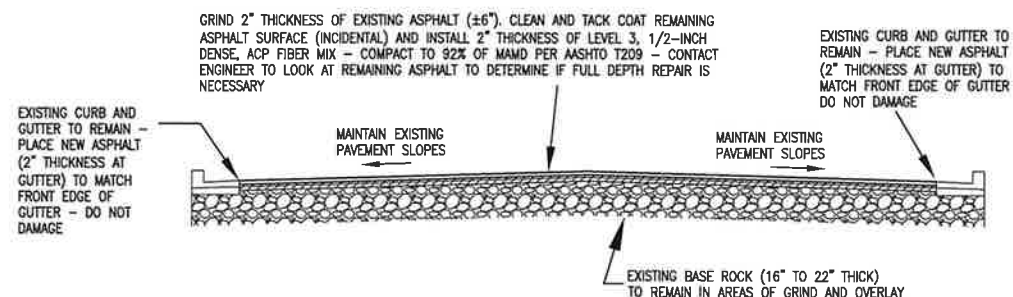 GRIND 2" THICKNESS OF EXISTING ASPHALT (±6"). CLEAN AND TACK COAT REMAINING
ASPHALT SURFACE (INCIDENTAL) AND INSTALL 2" THICKNESS OF LEVEL 3, 1/2-INCH
DENSE, ACP FIBER MIX – COMPACT TO 92% OF MAMD PER AASHTO T209 – CONTACT
ENGINEER TO LOOK AT REMAINING ASPHALT TO DETERMINE IF FULL DEPTH REPAIR IS
NECESSARY
EXISTING CURB AND GUTTER TO
REMAIN – PLACE NEW ASPHALT
(2" THICKNESS AT GUTTER) TO
MATCH FRONT EDGE OF GUTTER
DO NOT DAMAGE
EXISTING CURB AND
GUTTER TO REMAIN –
PLACE NEW ASPHALT
(2" THICKNESS AT
GUTTER) TO MATCH
FRONT EDGE OF
GUTTER – DO NOT
DAMAGE
MAINTAIN EXISTING
PAVEMENT SLOPES
MAINTAIN EXISTING
PAVEMENT SLOPES
EXISTING BASE ROCK (16" TO 22" THICK)
TO REMAIN IN AREAS OF GRIND AND OVERLAY